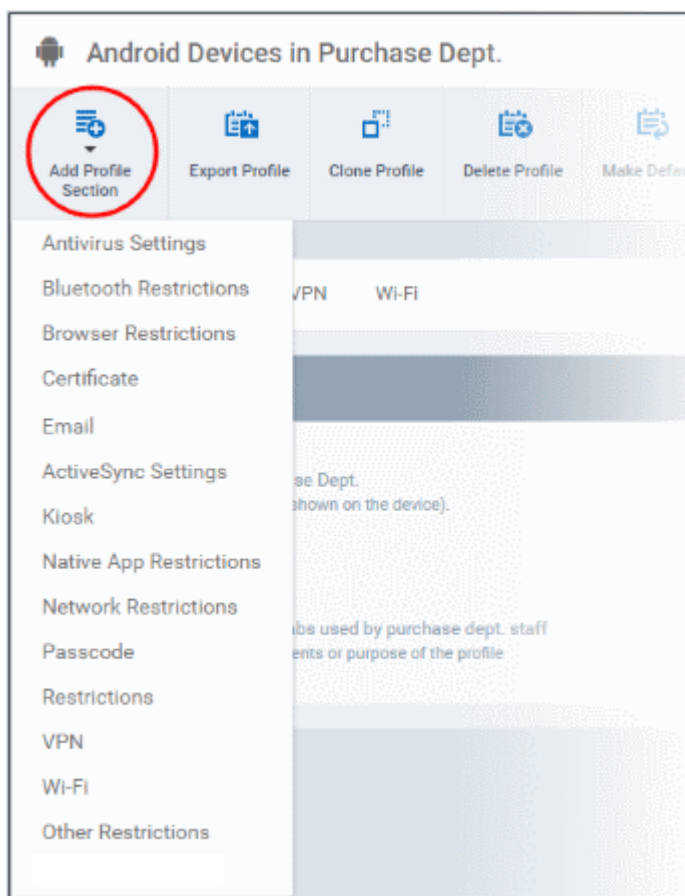 Android Devices in Purchase Dept.
Add Profile
Section
Export Profile
Clone Profile
Delete Profile
Make
Antivirus Settings
Bluetooth Restrictions
VPN
Wi-Fi
Browser Restrictions
Certificate
Email
ActiveSync Settings
se Dept.
shown on the device).
Kiosk
Native App Restrictions
Network Restrictions
used by purchase dept. staff
Passcode
or purpose of the profile
Restrictions
VPN
Wi-Fi
Other Restrictions